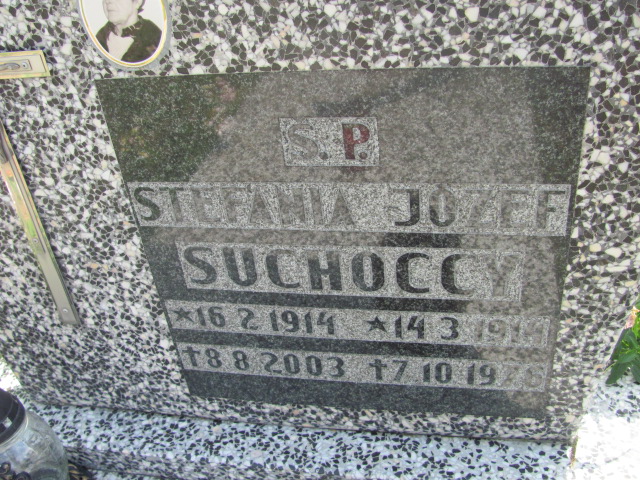 S.P.
STEFANIA JOZEF
SUCHOCCY
*16 2 1914 *14 3
†8 8 2003 †7 10